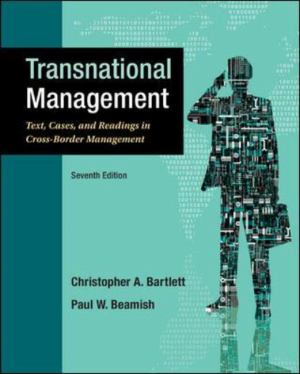 Transnational
Management
Text, Cases, and Readings in
Cross-Border Management
Seventh Edition
Christopher A. Bartlett
Paul W. Beamish